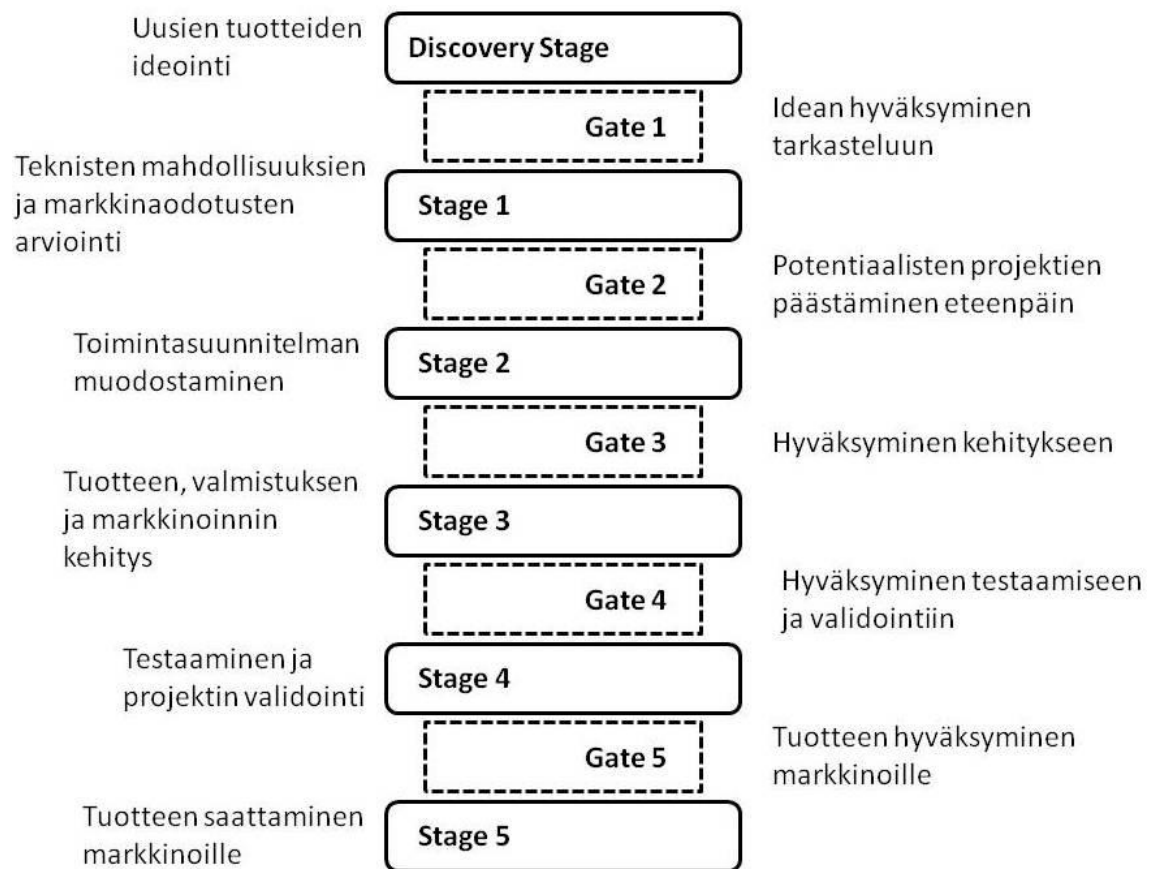 Uusien tuotteiden
ideointi
Discovery Stage
Gate 1
Idean hyväksyminen
tarkasteluun
Teknisten mahdollisuuksien
ja markkinaodotusten
arviointi
Stage 1
Gate 2
Potentiaalisten projektien
päästäminen eteenpäin
Toimintasuunnitelman
muodostaminen
Stage 2
Gate 3
Hyväksyminen kehitykseen
Tuotteen, valmistuksen
ja markkinoinnin
kehitys
Stage 3
Gate 4
Hyväksyminen testaamiseen
ja validointiin
Testaaminen ja
projektin validointi
Stage 4
Gate 5
Tuotteen hyväksyminen
markkinoille
Tuotteen saattaminen
markkinoille
Stage 5